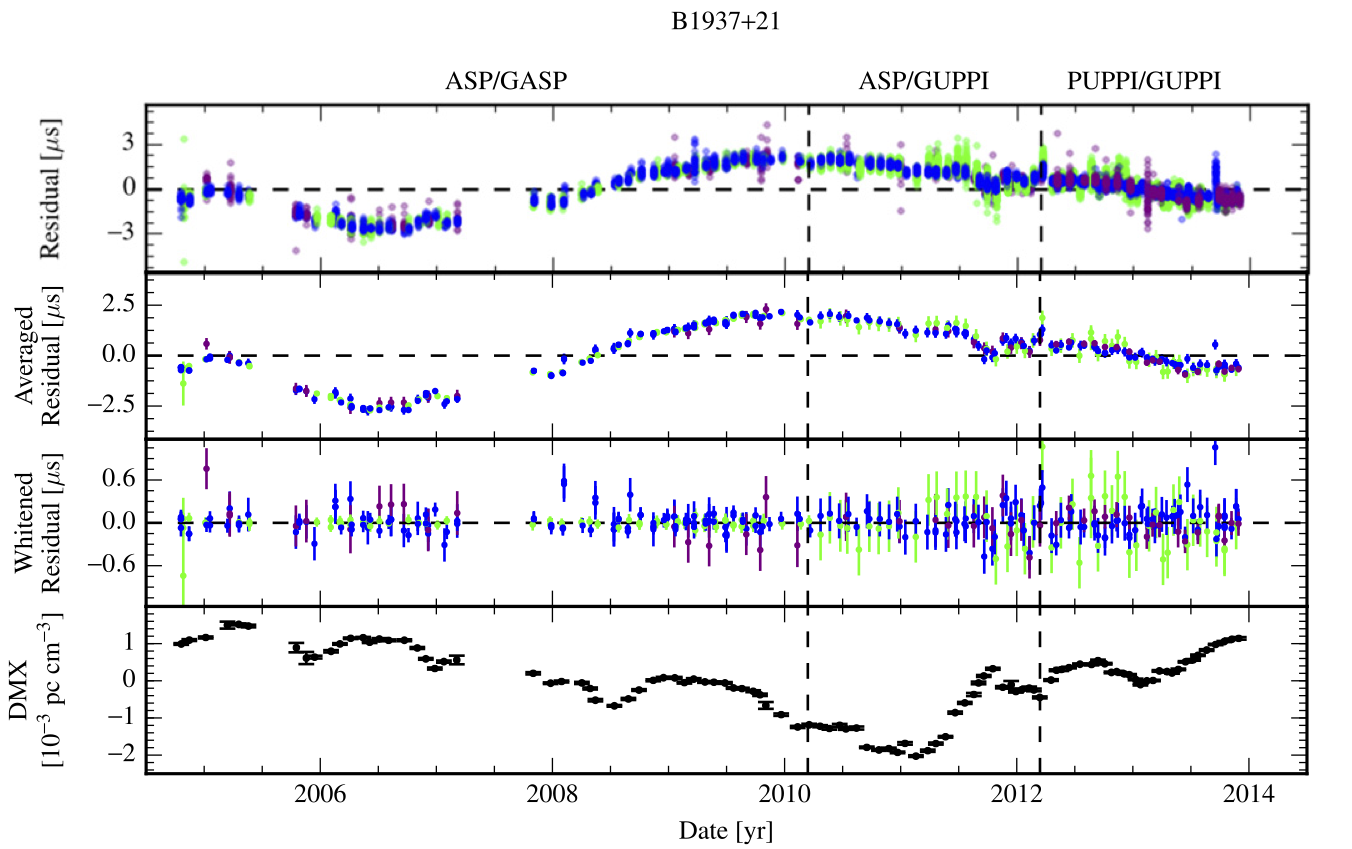 B1937+21
ASP/GASP ASP/GUPPI PUPPI/GUPPI
Residual [μs]
3
0
−3
Averaged
Residual [μs]
2.5
0.0
−2.5
Whitened
Residual [μs]
0.6
0.0
−0.6
DMX
[10⁻³ pc cm⁻³]
1
0
−1
−2
2006 2008 2010 2012 2014
Date [yr]